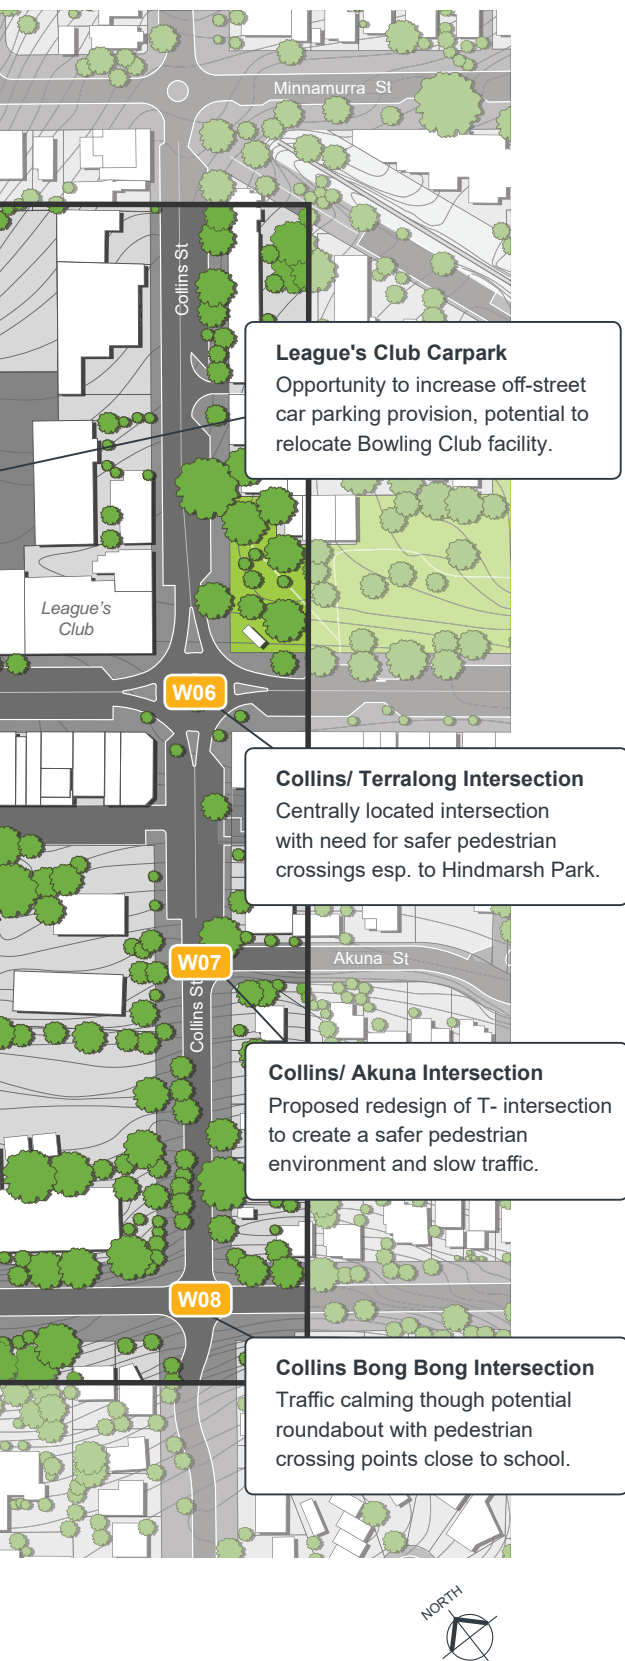 Minnamurra St
Collins St
League's Club Carpark
Opportunity to increase off-street
car parking provision, potential to
relocate Bowling Club facility.
League's
Club
W06
Collins/ Terralong Intersection
Centrally located intersection
with need for safer pedestrian
crossings esp. to Hindmarsh Park.
W07
Akuna St
Collins St
Collins/ Akuna Intersection
Proposed redesign of T- intersection
to create a safer pedestrian
environment and slow traffic.
W08
Collins Bong Bong Intersection
Traffic calming though potential
roundabout with pedestrian
crossing points close to school.
NORTH